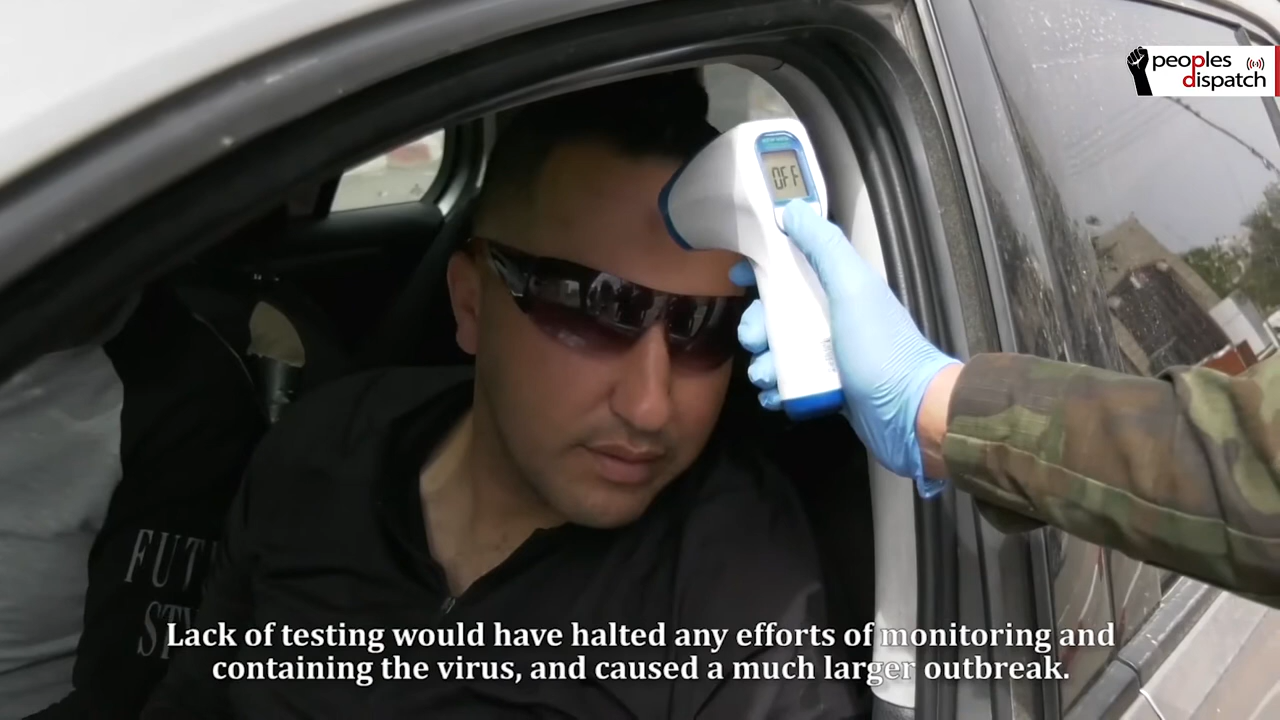 peoples
dispatch
OFF
FUT
ST
Lack of testing would have halted any efforts of monitoring and
containing the virus, and caused a much larger outbreak.